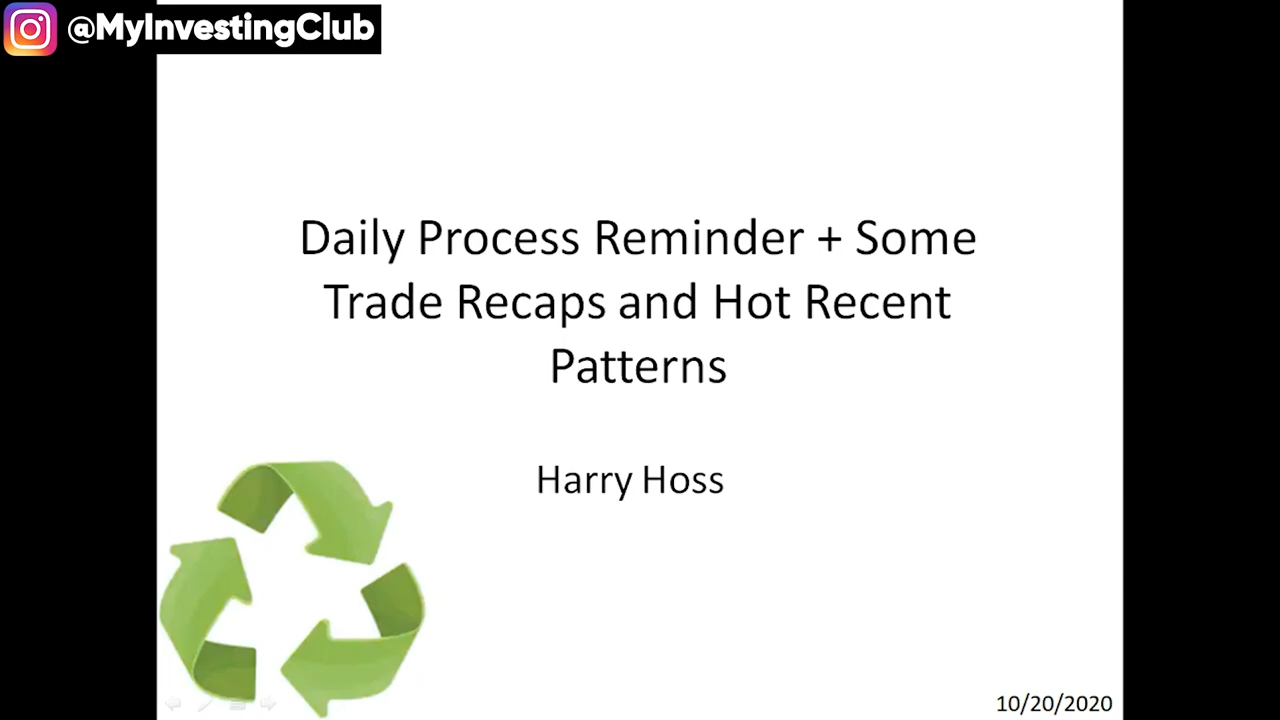 @MyInvestingClub
Daily Process Reminder + Some
Trade Recaps and Hot Recent
Patterns
Harry Hoss
10/20/2020